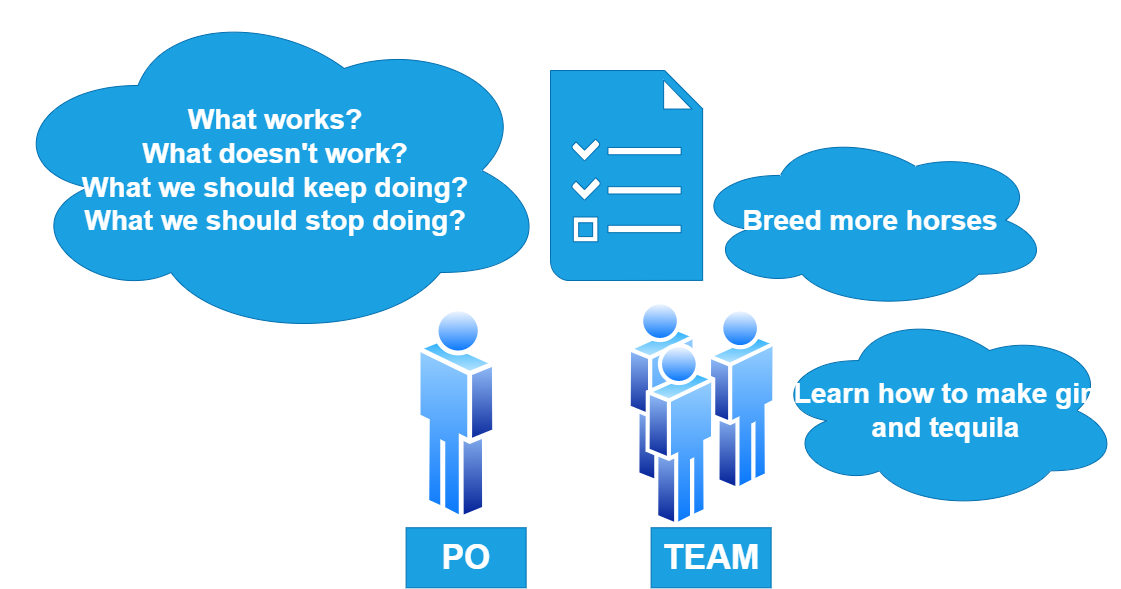 What works?
What doesn't work?
What we should keep doing?
What we should stop doing?
Breed more horses
Learn how to make gin
and tequila
PO
TEAM